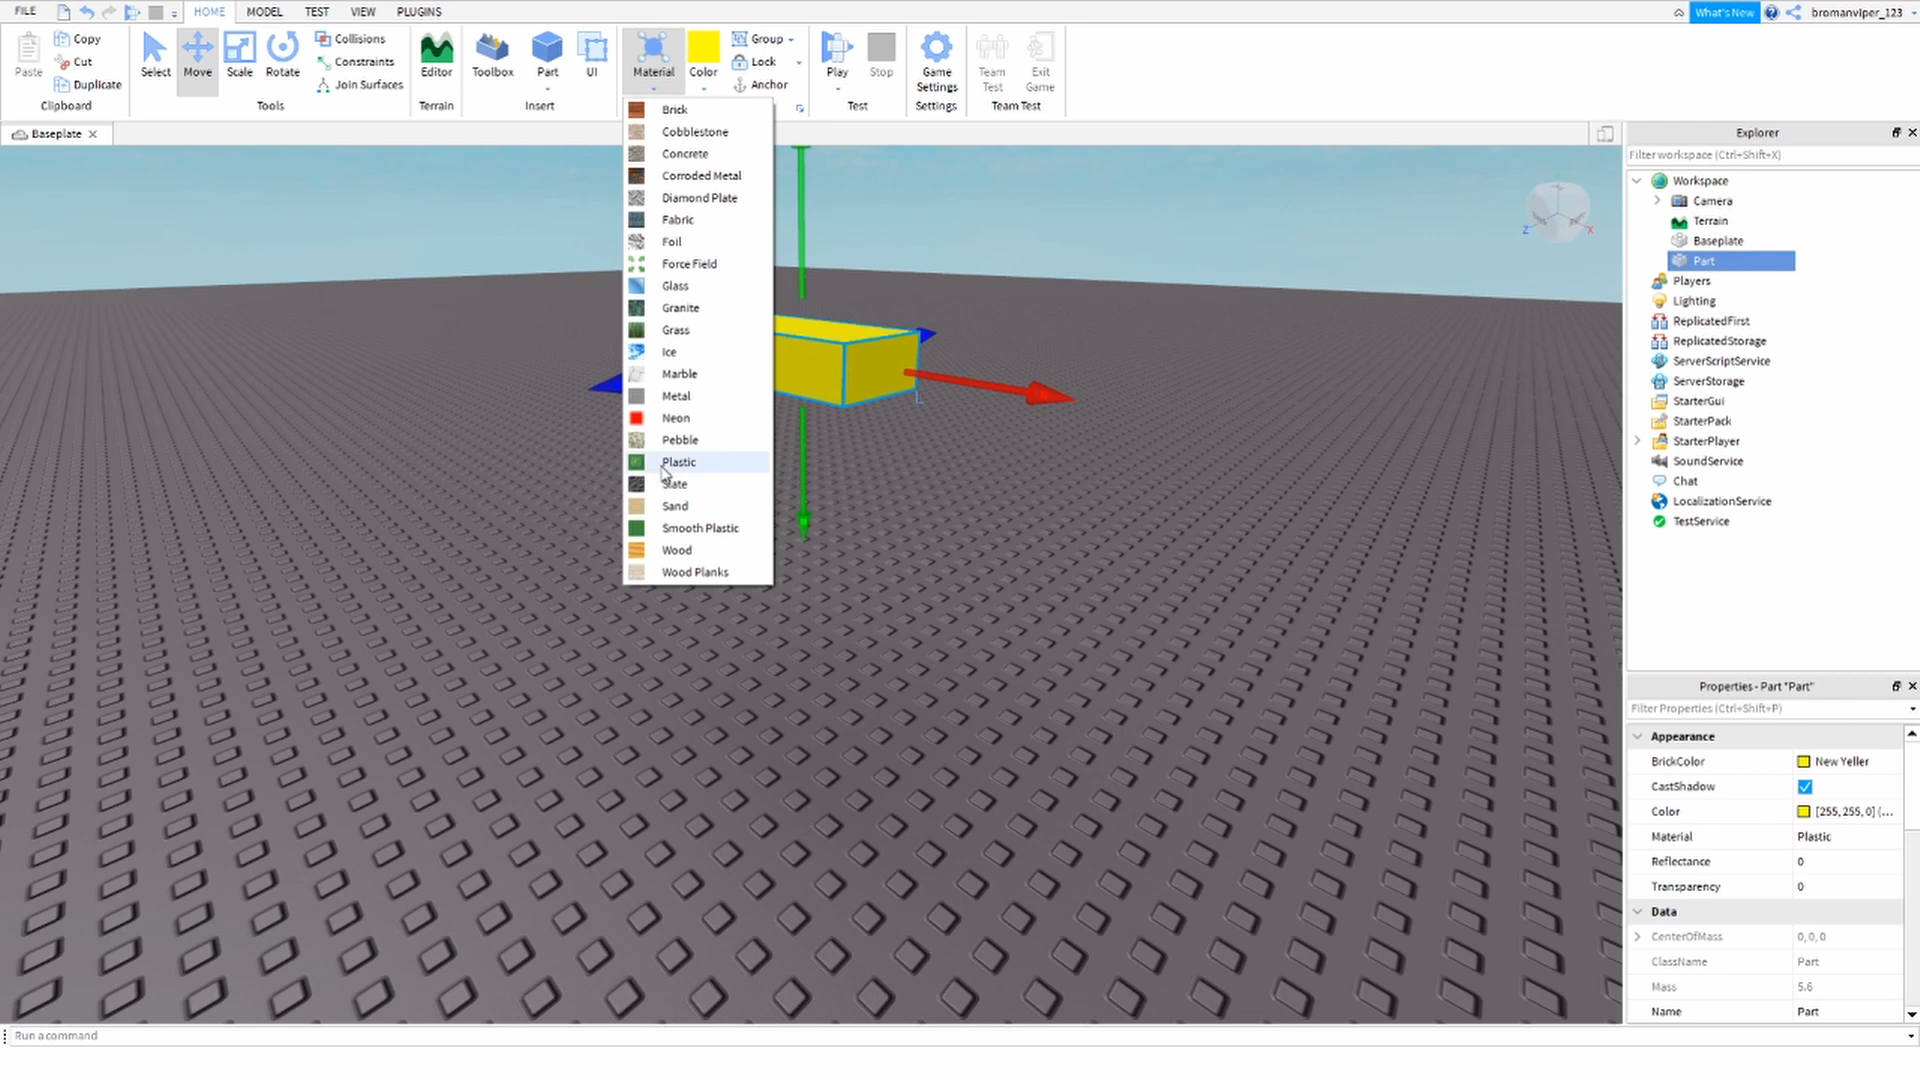 FILE HOME MODEL TEST VIEW PLUGINS What's New bromanviper_123
Paste Copy Cut Duplicate Clipboard
Select Move Scale Rotate Collisions Constraints Join Surfaces Tools
Editor Terrain
Toolbox Part UI Insert
Material Color Group Lock Anchor
Play Stop Test
Game Settings Settings
Team Test Exit Game Team Test
Baseplate
Brick
Cobblestone
Concrete
Corroded Metal
Diamond Plate
Fabric
Foil
Force Field
Glass
Granite
Grass
Ice
Marble
Metal
Neon
Pebble
Plastic
Slate
Sand
Smooth Plastic
Wood
Wood Planks
L
Z X
Explorer
Filter workspace (Ctrl+Shift+X)
Workspace
Camera
Terrain
Baseplate
Part
Players
Lighting
ReplicatedFirst
ReplicatedStorage
ServerScriptService
ServerStorage
StarterGui
StarterPack
StarterPlayer
SoundService
Chat
LocalizationService
TestService
Properties - Part "Part"
Filter Properties (Ctrl+Shift+P)
Appearance
BrickColor New Yeller
CastShadow
Color [255, 255, 0] (...
Material Plastic
Reflectance 0
Transparency 0
Data
CenterOfMass 0, 0, 0
ClassName Part
Mass 5.6
Name Part
Run a command